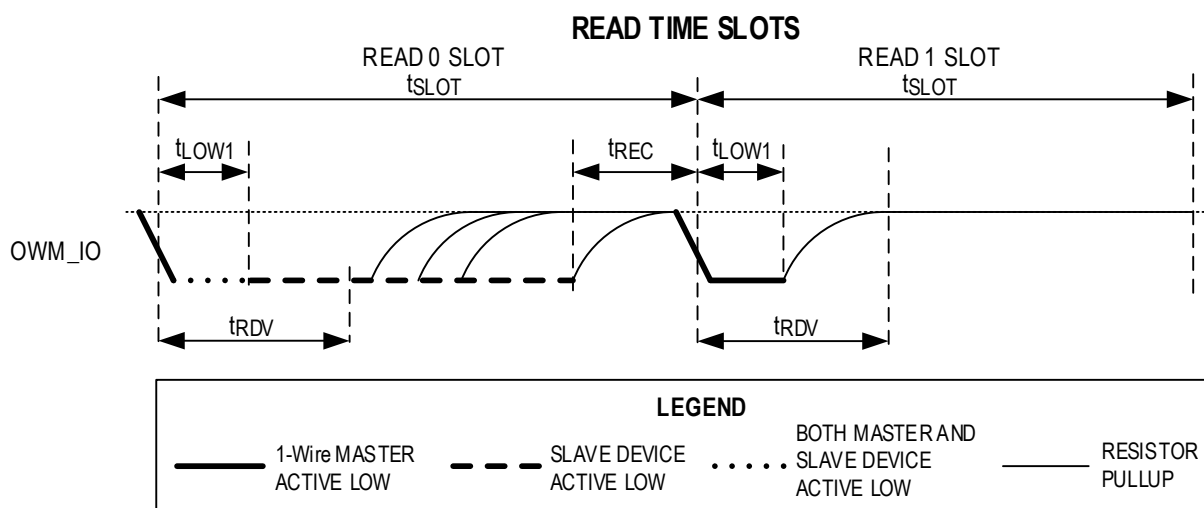 READ TIME SLOTS
READ 0 SLOT
tSLOT
READ 1 SLOT
tSLOT
tLOW1
tREC
tLOW1
OWM_IO
tRDV
tRDV
LEGEND
1-Wire MASTER
ACTIVE LOW
SLAVE DEVICE
ACTIVE LOW
BOTH MASTER AND
SLAVE DEVICE
ACTIVE LOW
RESISTOR
PULLUP